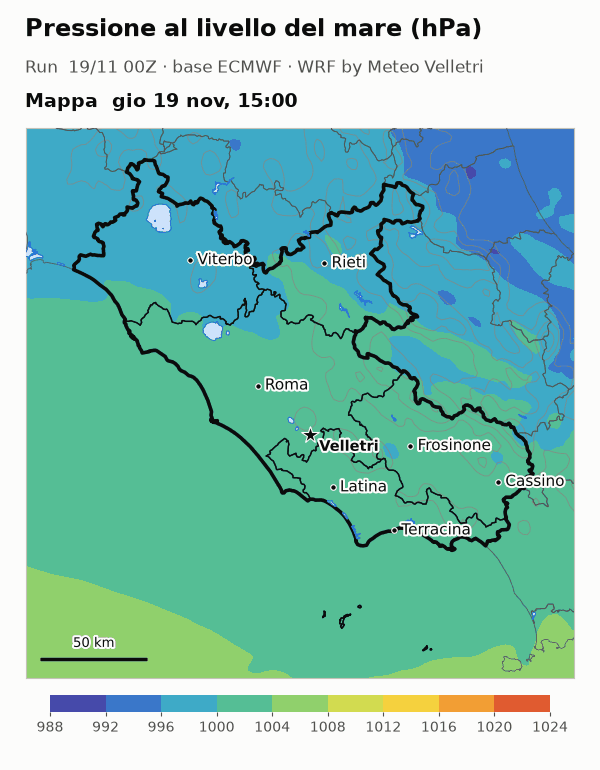 Pressione al livello del mare (hPa)
Run  19/11 00Z · base ECMWF · WRF by Meteo Velletri
Mappa  gio 19 nov, 15:00
Viterbo
Rieti
Roma
Velletri
Frosinone
Cassino
Latina
Terracina
50 km
988 992 996 1000 1004 1008 1012 1016 1020 1024